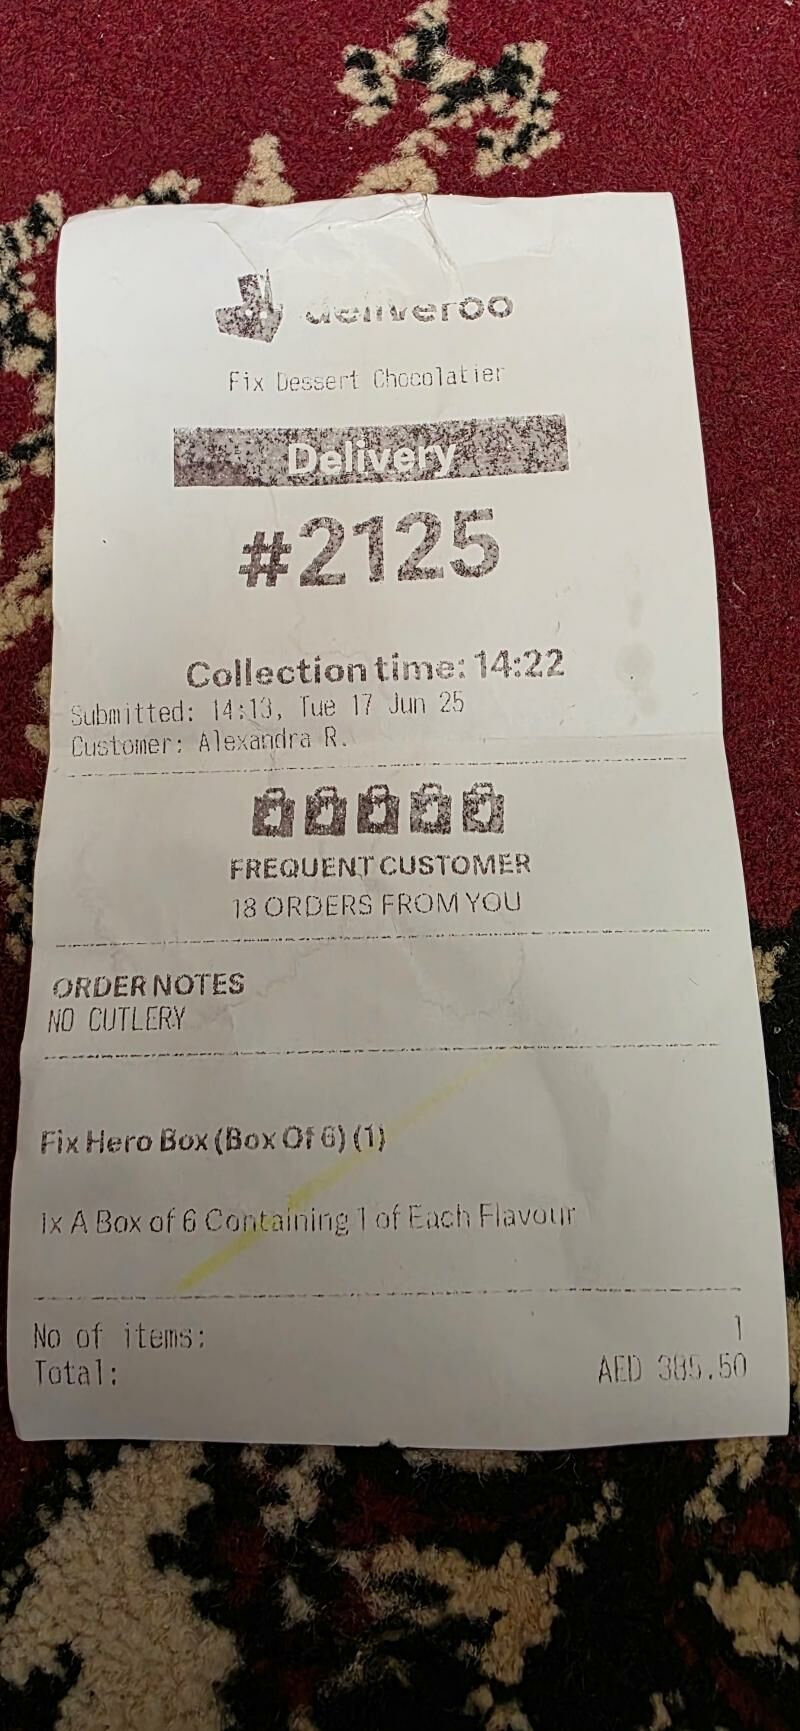 deliveroo
Fix Dessert Chocolatier
Delivery
#2125
Collection time: 14:22
Submitted: 14:13, Tue 17 Jun 25
Customer: Alexandra R.
FREQUENT CUSTOMER
18 ORDERS FROM YOU
ORDER NOTES
NO CUTLERY
Fix Hero Box (Box Of 6) (1)
1x A Box of 6 Containing 1 of Each Flavour
No of items: 1
Total: AED